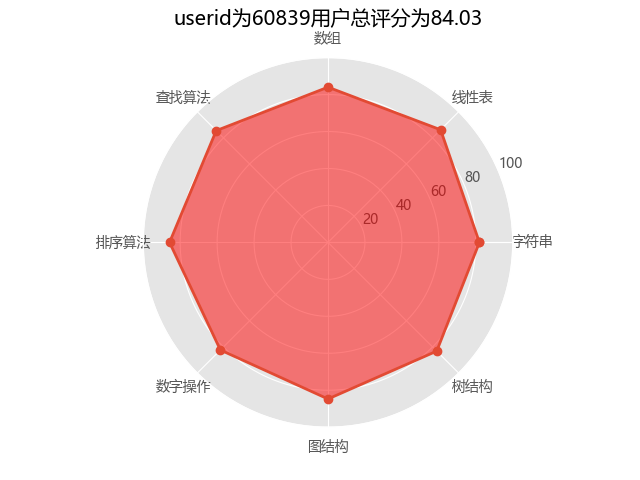 userid为60839用户总评分为84.03
数组
查找算法
线性表
100
80
60
40
20
排序算法
字符串
数字操作
树结构
图结构